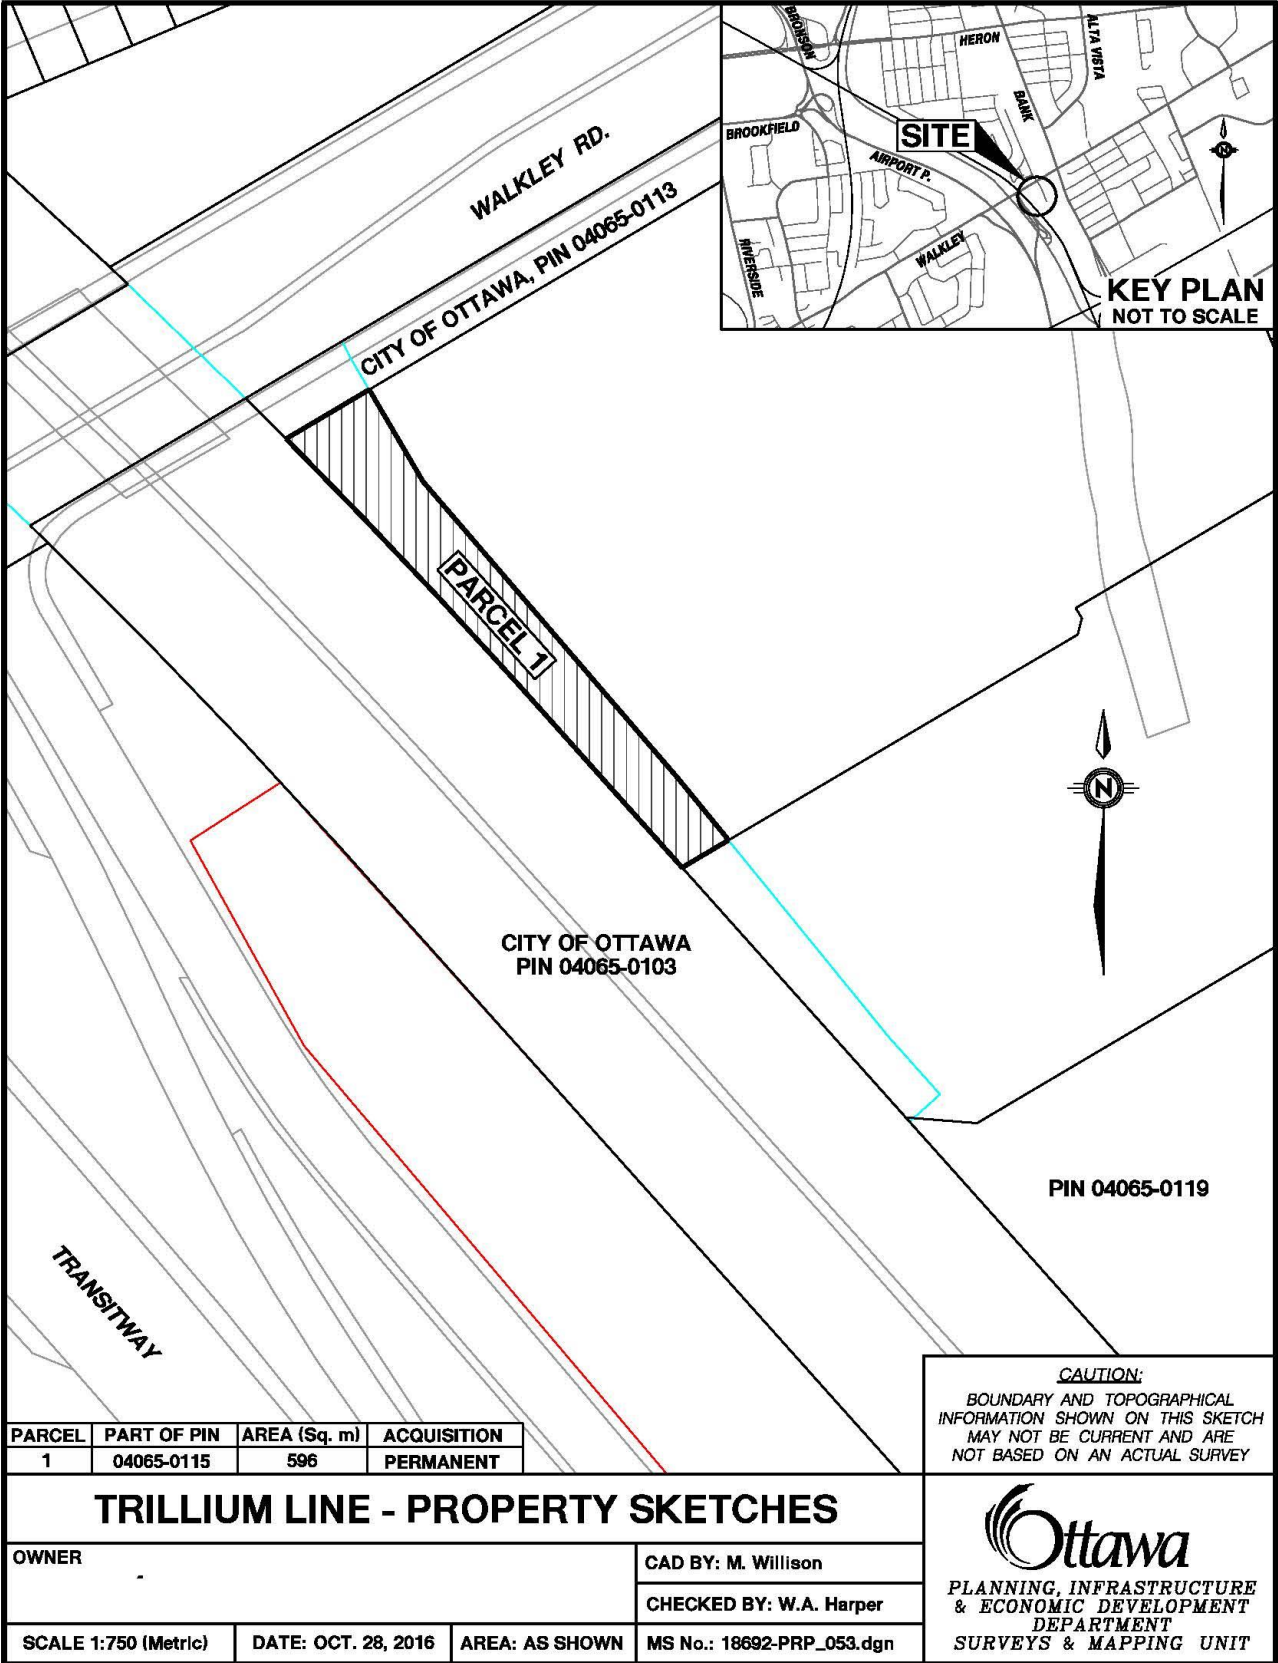 BRONSON
HERON
ALTA VISTA
BANK
BROOKFIELD
SITE
AIRPORT P.
RIVERSIDE
WALKLEY
KEY PLAN
NOT TO SCALE
WALKLEY RD.
CITY OF OTTAWA, PIN 04065-0113
PARCEL 1
N
N
CITY OF OTTAWA
PIN 04065-0103
PIN 04065-0119
TRANSITWAY
CAUTION:
BOUNDARY AND TOPOGRAPHICAL
INFORMATION SHOWN ON THIS SKETCH
MAY NOT BE CURRENT AND ARE
NOT BASED ON AN ACTUAL SURVEY
PARCEL PART OF PIN AREA (Sq. m) ACQUISITION
1 04065-0115 596 PERMANENT
TRILLIUM LINE - PROPERTY SKETCHES
OWNER
-
CAD BY: M. Willison
CHECKED BY: W.A. Harper
SCALE 1:750 (Metric) DATE: OCT. 28, 2016 AREA: AS SHOWN MS No.: 18692-PRP_053.dgn
Ottawa
PLANNING, INFRASTRUCTURE
& ECONOMIC DEVELOPMENT
DEPARTMENT
SURVEYS & MAPPING UNIT